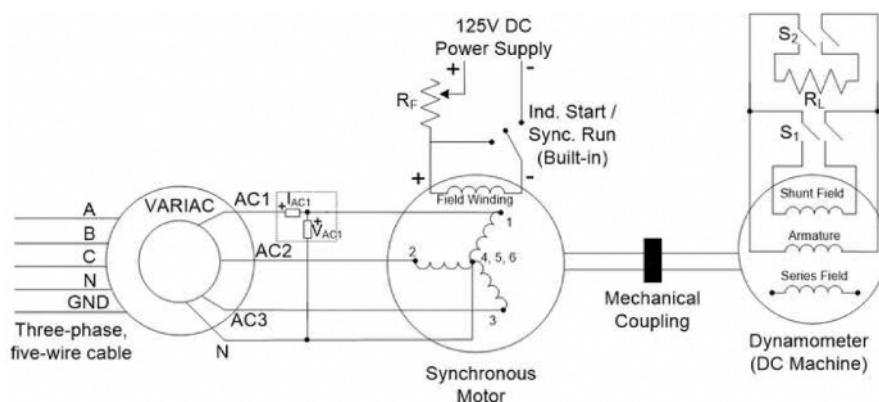 125V DC
Power Supply
+
-
R_F
Ind. Start /
Sync. Run
(Built-in)
+
-
Field Winding
S_2
R_L
S_1
Shunt Field
Armature
Series Field
A
B
C
N
GND
Three-phase,
five-wire cable
VARIAC
AC1
AC2
AC3
N
+
I_AC1
+
V_AC1
1
2
4, 5, 6
3
Synchronous
Motor
Mechanical
Coupling
Dynamometer
(DC Machine)